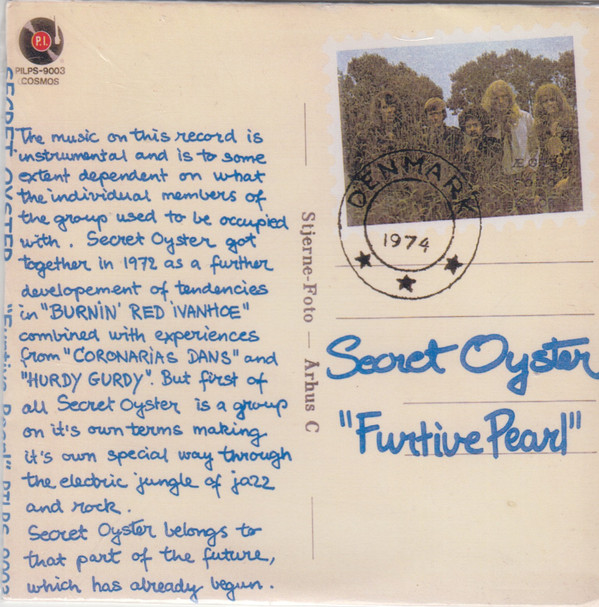 P.I.
PILPS-9003
COSMOS
The music on this record is
instrumental and is to some
extent dependent on what
the individual members of
the group used to be occupied
with. Secret Oyster got
together in 1972 as a further
developement of tendencies
in "BURNIN' RED IVANHOE"
combined with experiences
from "CORONARIAS DANS" and
"HURDY GURDY". But first of
all Secret Oyster is a group
on it's own terms making
it's own special way through
the electric jungle of jazz
and rock.
Secret Oyster belongs to
that part of the future,
which has already begun.
Stjerne-Foto — Århus C
DENMARK
1974
Secret Oyster
"Furtive Pearl"
SECRET OYSTER "Furtive Pearl" PILPS 9003